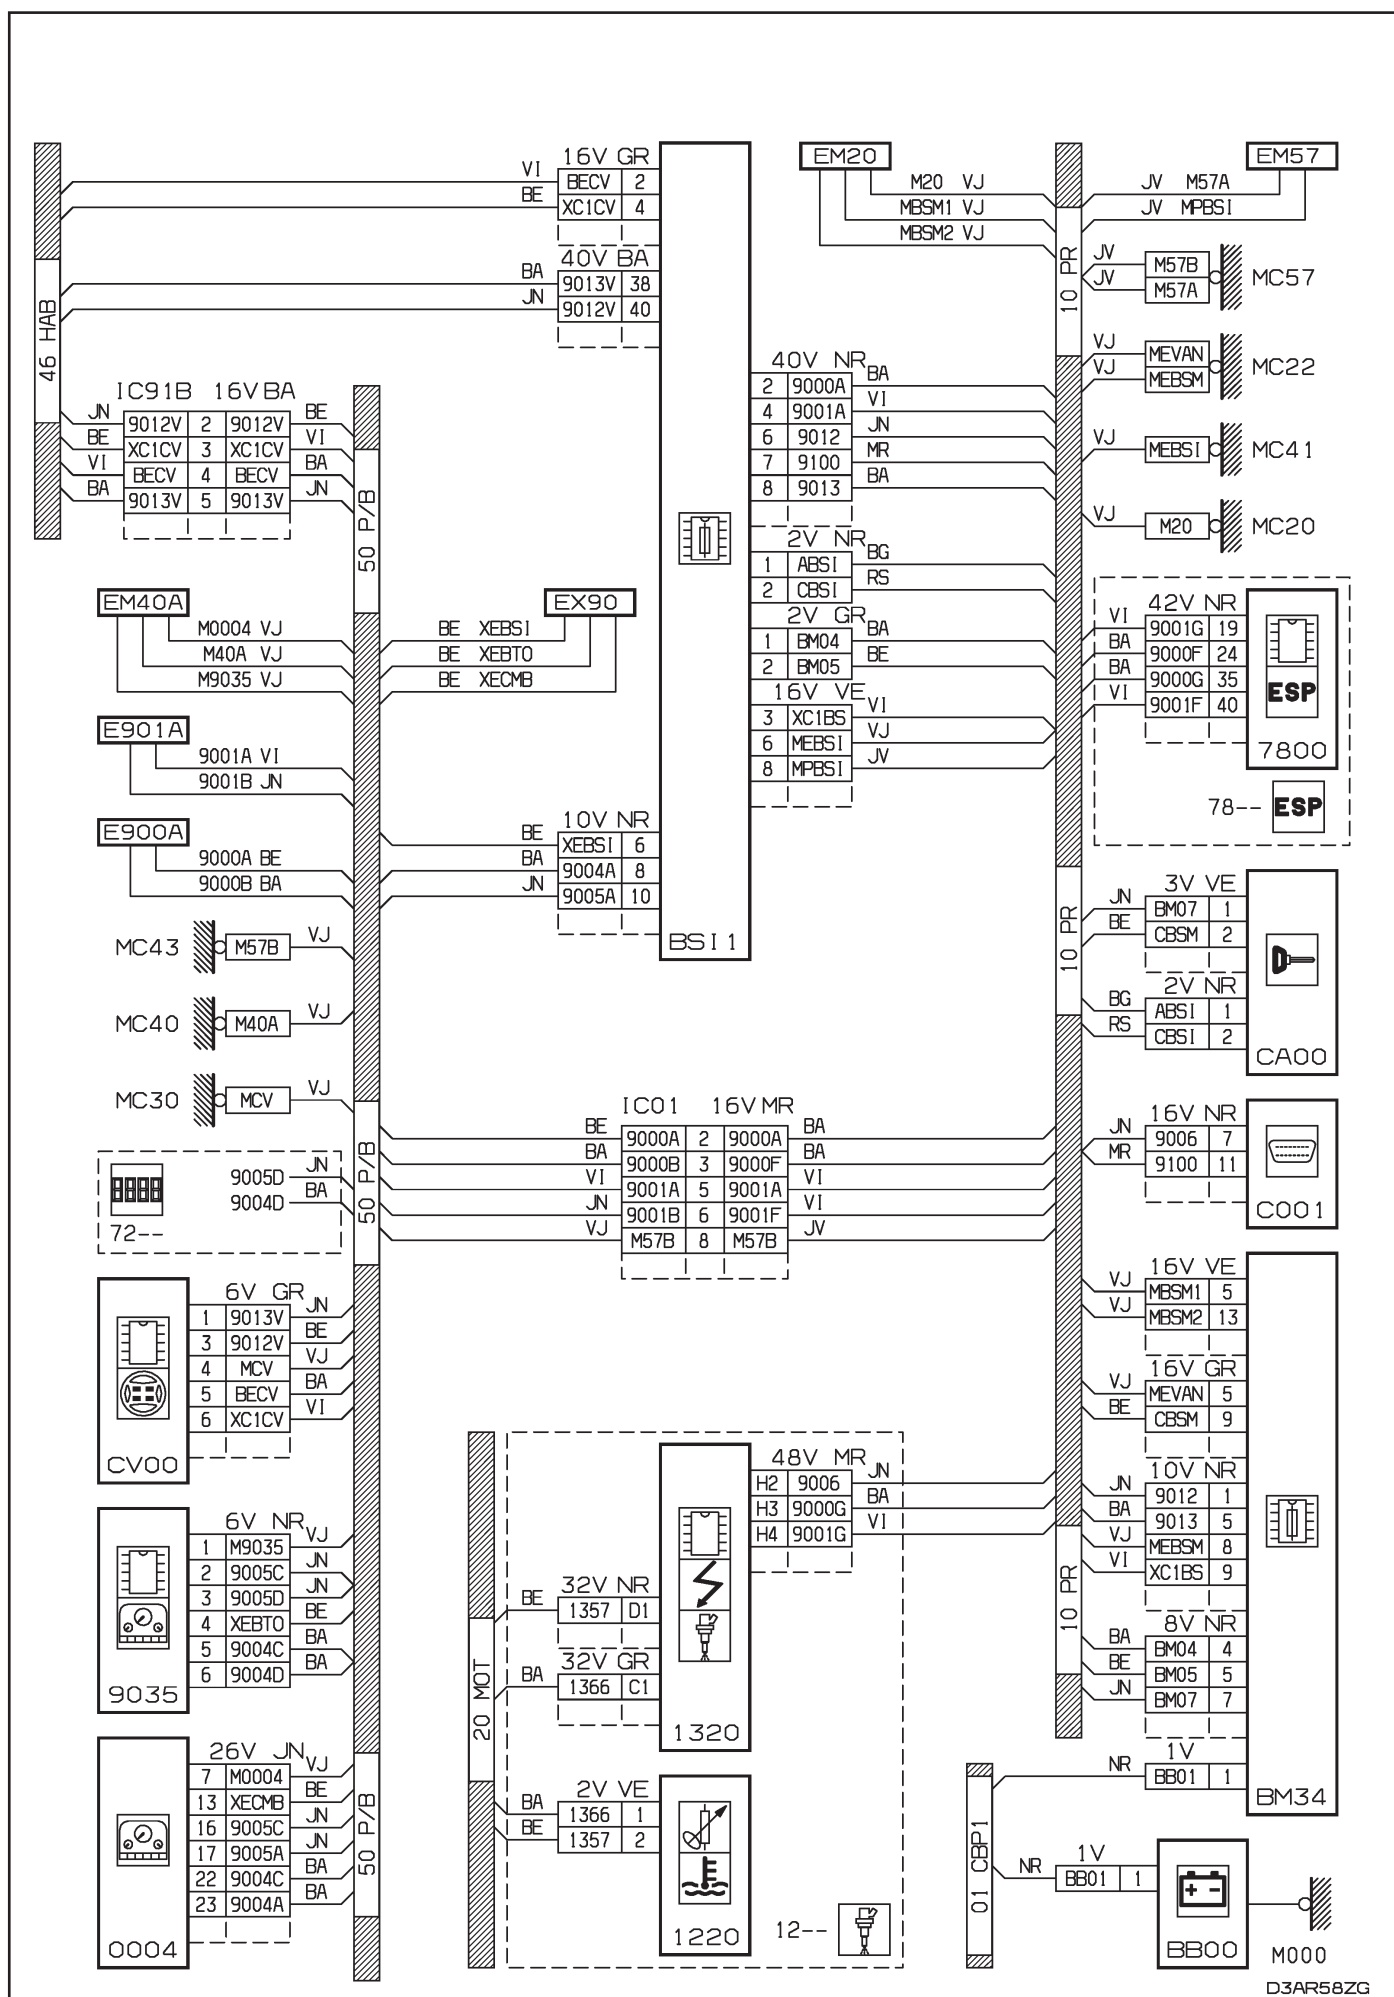 16V GR
VI BECV 2
BE XC1CV 4
40V BA
BA 9013V 38
JN 9012V 40
46 HAB
IC91B 16V BA
JN 9012V 2 9012V BE
BE XC1CV 3 XC1CV VI
VI BECV 4 BECV BA
BA 9013V 5 9013V JN
50 P/B
EM40A
M0004 VJ
M40A VJ
M9035 VJ
EX90
BE XEBSI
BE XEBTO
BE XECMB
E901A
9001A VI
9001B JN
E900A
9000A BE
9000B BA
10V NR
BE XEBSI 6
BA 9004A 8
JN 9005A 10
BSI1
MC43 M57B VJ
MC40 M40A VJ
MC30 MCV VJ
9005D JN
9004D BA
72--
50 P/B
IC01 16V MR
BE 9000A 2 9000A BA
BA 9000B 3 9000F BA
VI 9001A 5 9001A VI
JN 9001B 6 9001F VI
VJ M57B 8 M57B JV
6V GR
1 9013V JN
3 9012V BE
4 MCV VJ
5 BECV BA
6 XC1CV VI
CV00
6V NR
1 M9035 VJ
2 9005C JN
3 9005D JN
4 XEBTO BE
5 9004C BA
6 9004D BA
9035
26V JN
7 M0004 VJ
13 XECMB BE
16 9005C JN
17 9005A JN
22 9004C BA
23 9004A BA
0004
50 P/B
EM20
M20 VJ
MBSM1 VJ
MBSM2 VJ
EM57
JV M57A
JV MPBSI
10 PR
JV M57B
JV M57A
MC57
VJ MEVAN
VJ MEBSM
MC22
VJ MEBSI MC41
VJ M20 MC20
40V NR
2 9000A BA
4 9001A VI
6 9012 JN
7 9100 MR
8 9013 BA
2V NR
1 ABSI BG
2 CBSI RS
2V GR
1 BM04 BA
2 BM05 BE
16V VE
3 XC1BS VI
6 MEBSI VJ
8 MPBSI JV
42V NR
VI 9001G 19
BA 9000F 24
BA 9000G 35
VI 9001F 40
ESP
7800
78-- ESP
10 PR
3V VE
JN BM07 1
BE CBSM 2
2V NR
BG ABSI 1
RS CBSI 2
CA00
16V NR
JN 9006 7
MR 9100 11
C001
16V VE
VJ MBSM1 5
VJ MBSM2 13
16V GR
VJ MEVAN 5
BE CBSM 9
10V NR
JN 9012 1
BA 9013 5
VJ MEBSM 8
VI XC1BS 9
8V NR
BA BM04 4
BE BM05 5
JN BM07 7
1V
NR BB01 1
BM34
10 PR
48V MR
H2 9006 JN
H3 9000G BA
H4 9001G VI
32V NR
BE 1357 D1
32V GR
BA 1366 C1
1320
20 MOT
2V VE
BA 1366 1
BE 1357 2
1220
12--
01 CBP1
1V
NR BB01 1
+ -
BB00
M000
D3AR58ZG